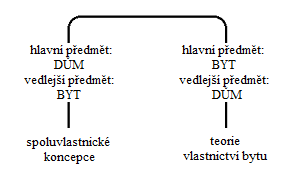 hlavní předmět:
DŮM
vedlejší předmět:
BYT
spoluvlastnické
koncepce
hlavní předmět:
BYT
vedlejší předmět:
DŮM
teorie
vlastnictví bytu